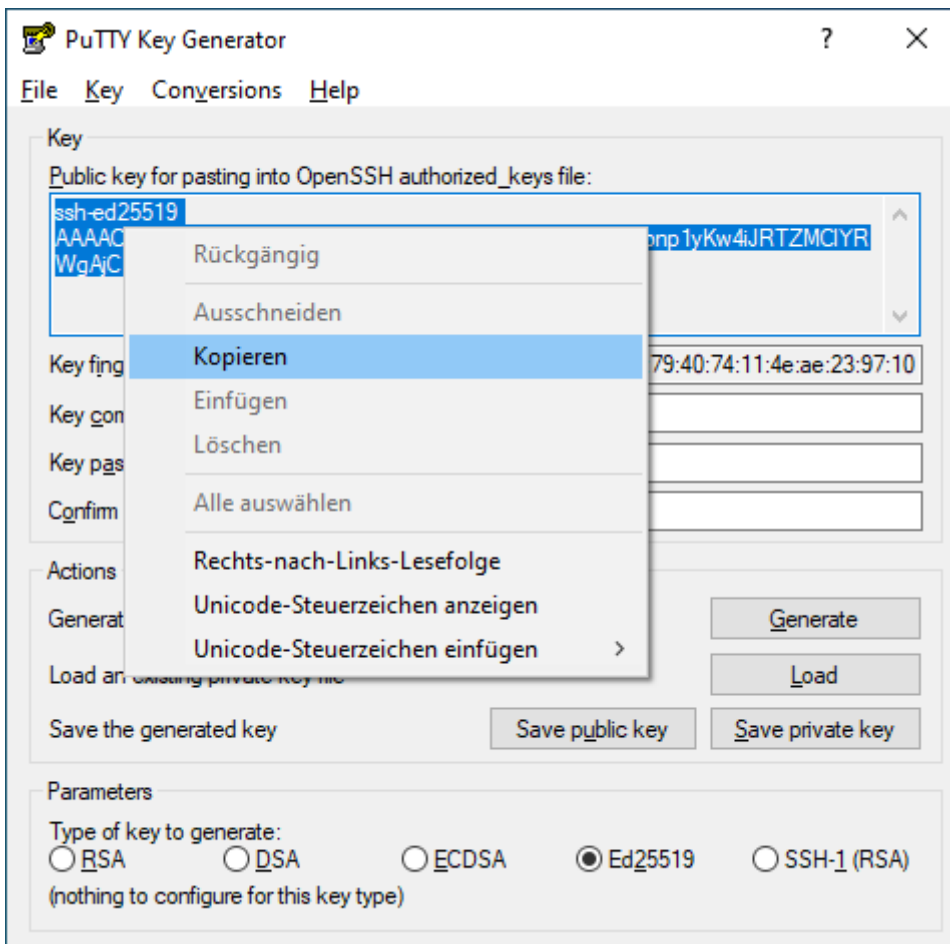 PuTTY Key Generator
File Key Conversions Help
Key
Public key for pasting into OpenSSH authorized_keys file:
ssh-ed25519
AAAAC
WgAjC
Rückgängig
Ausschneiden
Kopieren
Einfügen
Löschen
Alle auswählen
Rechts-nach-Links-Lesefolge
Unicode-Steuerzeichen anzeigen
Unicode-Steuerzeichen einfügen
Key fing 79:40:74:11:4e:ae:23:97:10
Key com
Key pas
Confirm
Actions
Generat Generate
Load an existing private key file Load
Save the generated key Save public key Save private key
Parameters
Type of key to generate:
RSA DSA ECDSA Ed25519 SSH-1 (RSA)
(nothing to configure for this key type)